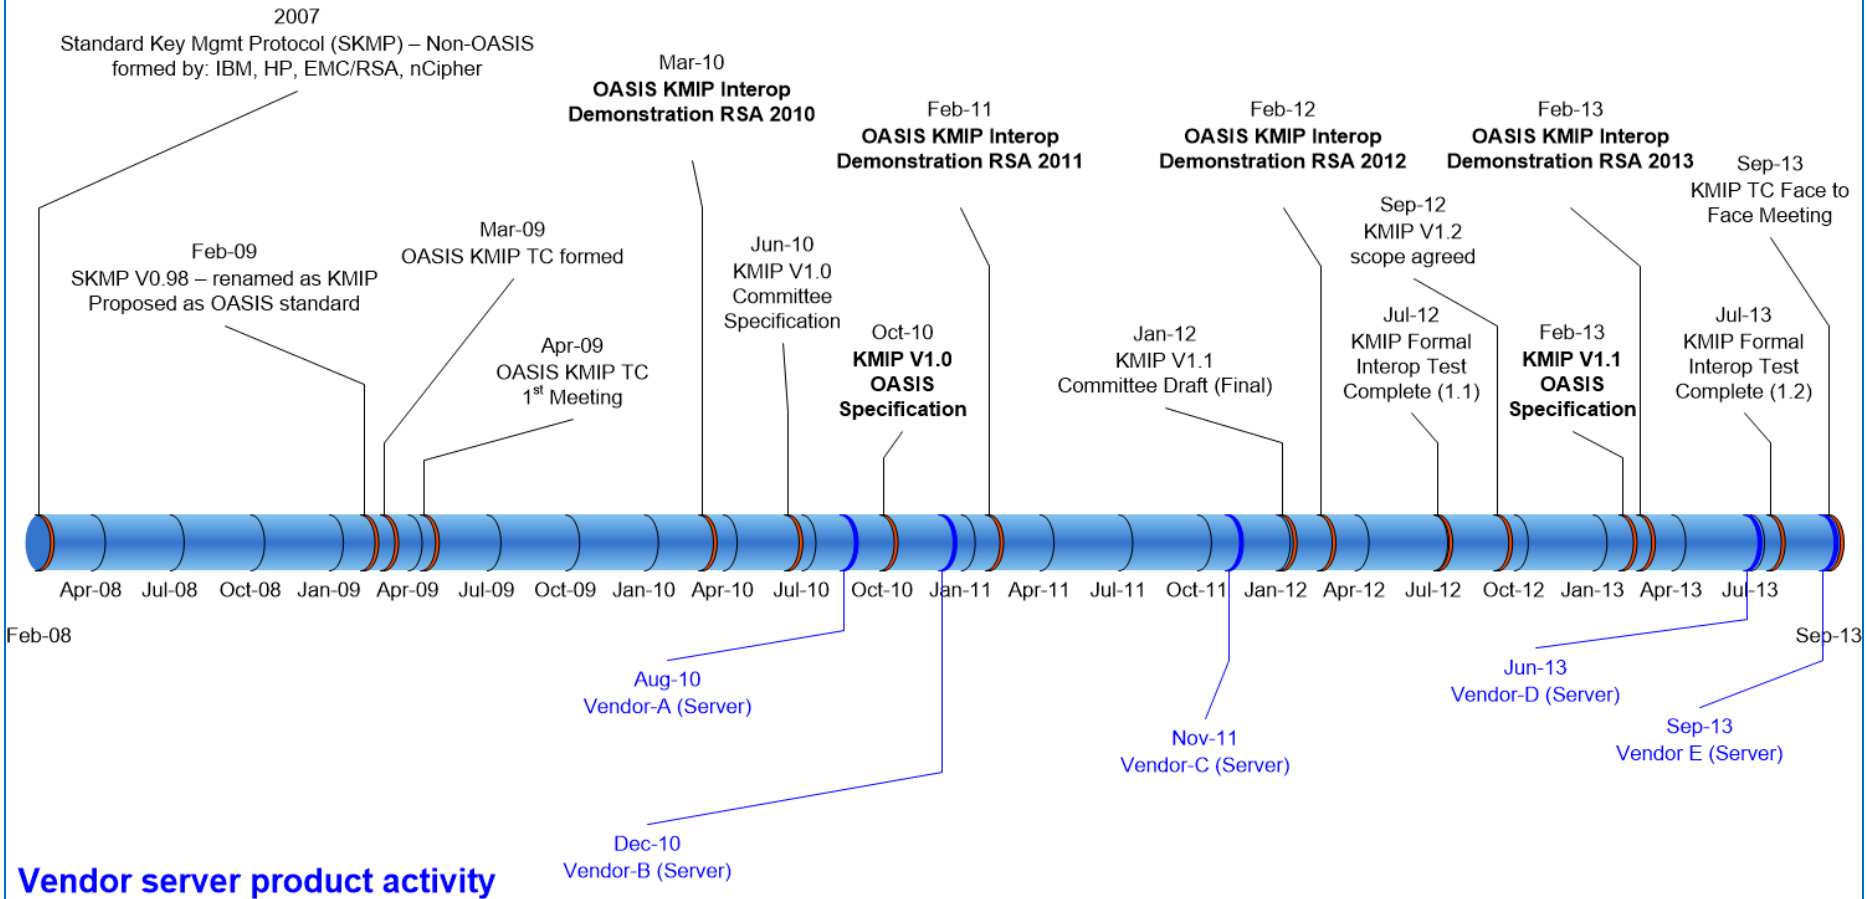 2007
Standard Key Mgmt Protocol (SKMP) – Non-OASIS
formed by: IBM, HP, EMC/RSA, nCipher
Mar-10
OASIS KMIP Interop
Demonstration RSA 2010
Feb-11
OASIS KMIP Interop
Demonstration RSA 2011
Feb-12
OASIS KMIP Interop
Demonstration RSA 2012
Feb-13
OASIS KMIP Interop
Demonstration RSA 2013
Sep-13
KMIP TC Face to
Face Meeting
Feb-09
SKMP V0.98 – renamed as KMIP
Proposed as OASIS standard
Mar-09
OASIS KMIP TC formed
Apr-09
OASIS KMIP TC
1st Meeting
Jun-10
KMIP V1.0
Committee
Specification
Oct-10
KMIP V1.0
OASIS
Specification
Jan-12
KMIP V1.1
Committee Draft (Final)
Sep-12
KMIP V1.2
scope agreed
Jul-12
KMIP Formal
Interop Test
Complete (1.1)
Feb-13
KMIP V1.1
OASIS
Specification
Jul-13
KMIP Formal
Interop Test
Complete (1.2)
Apr-08 Jul-08 Oct-08 Jan-09 Apr-09 Jul-09 Oct-09 Jan-10 Apr-10 Jul-10 Oct-10 Jan-11 Apr-11 Jul-11 Oct-11 Jan-12 Apr-12 Jul-12 Oct-12 Jan-13 Apr-13 Jul-13
Feb-08
Sep-13
Aug-10
Vendor-A (Server)
Dec-10
Vendor-B (Server)
Nov-11
Vendor-C (Server)
Jun-13
Vendor-D (Server)
Sep-13
Vendor E (Server)
Vendor server product activity